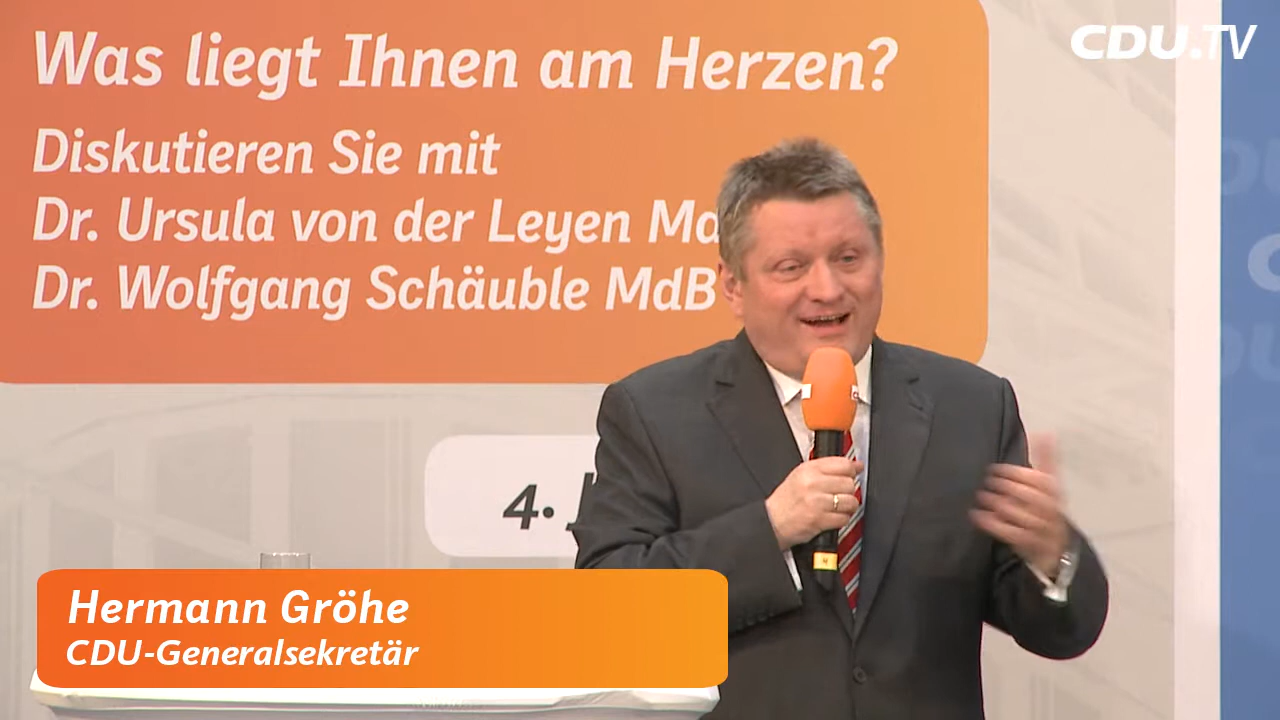 Was liegt Ihnen am Herzen?
CDU.TV
Diskutieren Sie mit
Dr. Ursula von der Leyen
Dr. Wolfgang Schäuble MdB
4.
Hermann Gröhe
CDU-Generalsekretär